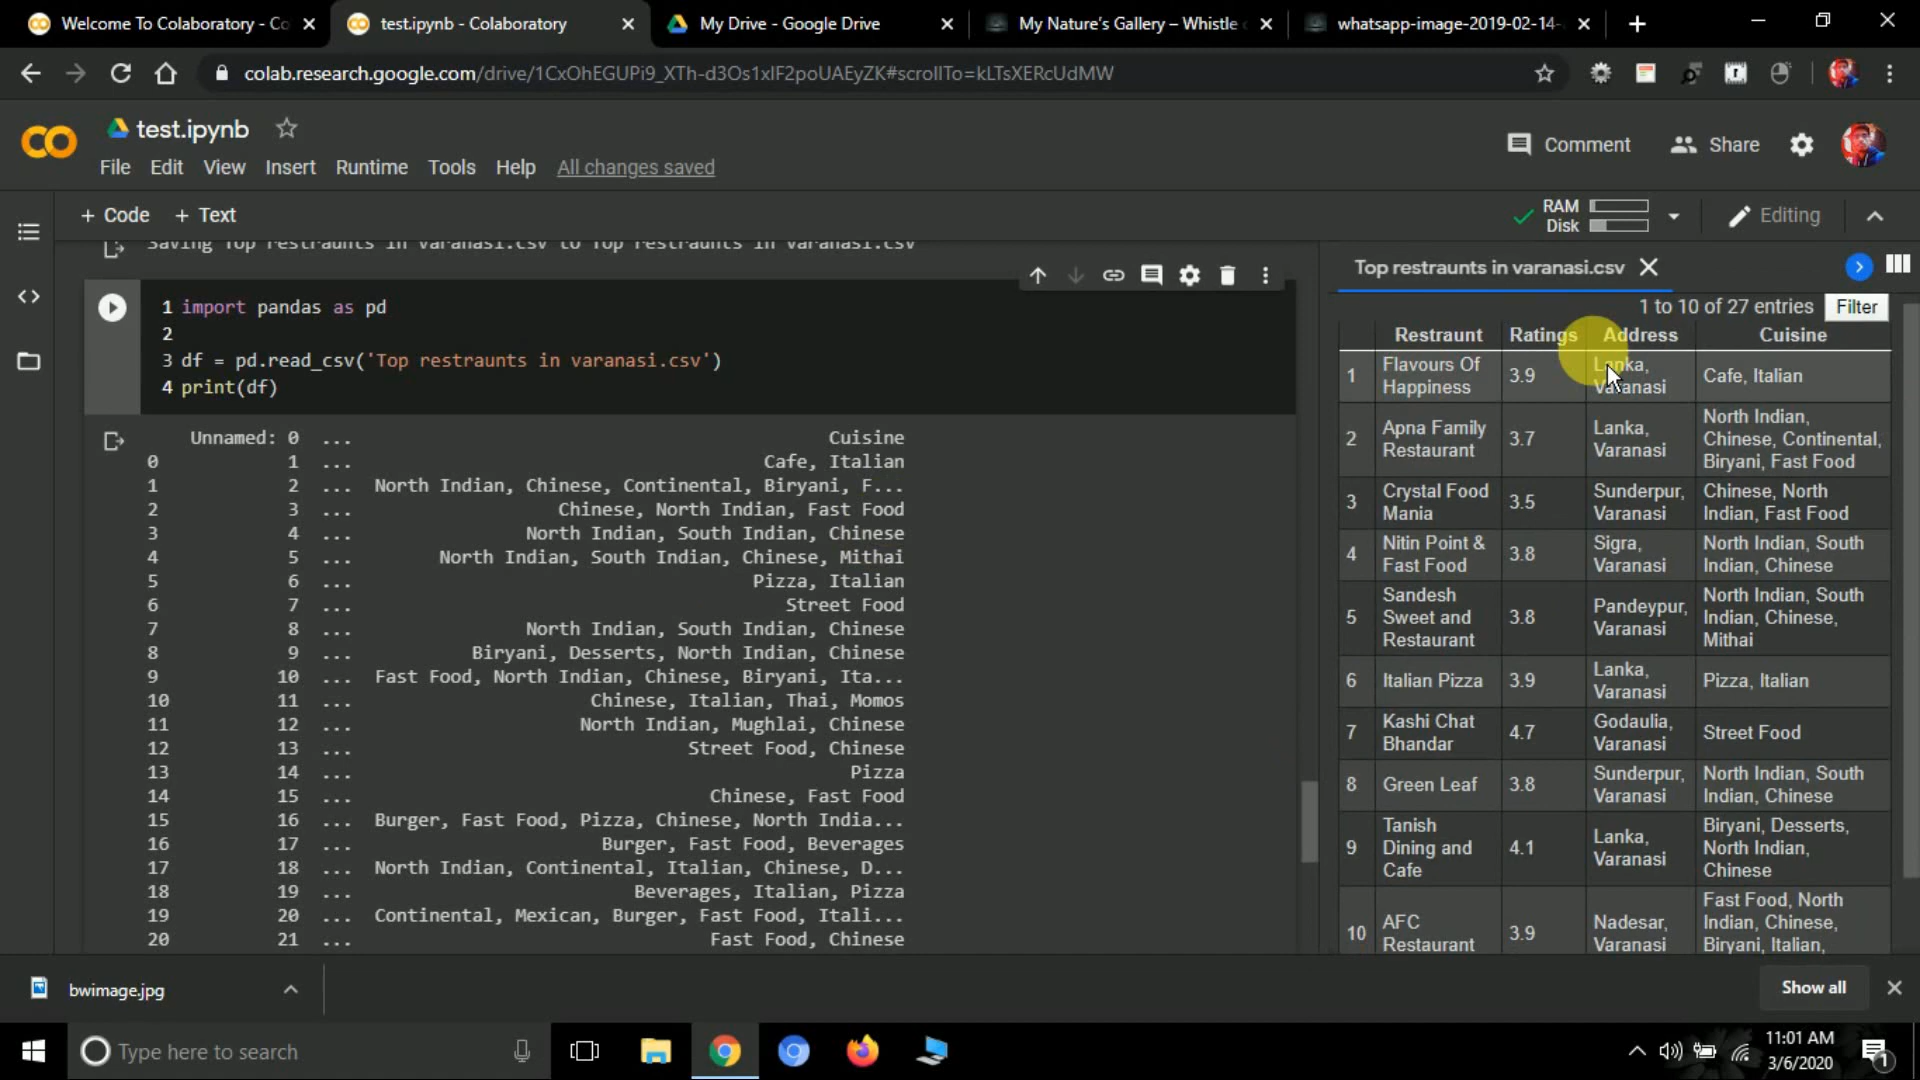 Welcome To Colaboratory - Co
test.ipynb - Colaboratory
My Drive - Google Drive
My Nature's Gallery – Whistle
whatsapp-image-2019-02-14-
colab.research.google.com/drive/1CxOhEGUPi9_XTh-d3Os1xIF2poUAEyZK#scrollTo=kLTsXERcUdMW
test.ipynb
Comment
Share
File Edit View Insert Runtime Tools Help All changes saved
+ Code + Text
RAM
Disk
Editing
Saving Top restraunts in varanasi.csv to Top restraunts in varanasi.csv
1 import pandas as pd
2
3 df = pd.read_csv('Top restraunts in varanasi.csv')
4 print(df)
Unnamed: 0 ... Cuisine
0 1 ... Cafe, Italian
1 2 ... North Indian, Chinese, Continental, Biryani, F...
2 3 ... Chinese, North Indian, Fast Food
3 4 ... North Indian, South Indian, Chinese
4 5 ... North Indian, South Indian, Chinese, Mithai
5 6 ... Pizza, Italian
6 7 ... Street Food
7 8 ... North Indian, South Indian, Chinese
8 9 ... Biryani, Desserts, North Indian, Chinese
9 10 ... Fast Food, North Indian, Chinese, Biryani, Ita...
10 11 ... Chinese, Italian, Thai, Momos
11 12 ... North Indian, Mughlai, Chinese
12 13 ... Street Food, Chinese
13 14 ... Pizza
14 15 ... Chinese, Fast Food
15 16 ... Burger, Fast Food, Pizza, Chinese, North India...
16 17 ... Burger, Fast Food, Beverages
17 18 ... North Indian, Continental, Italian, Chinese, D...
18 19 ... Beverages, Italian, Pizza
19 20 ... Continental, Mexican, Burger, Fast Food, Itali...
20 21 ... Fast Food, Chinese
Top restraunts in varanasi.csv
1 to 10 of 27 entries Filter
Restraunt Ratings Address Cuisine
1 Flavours Of Happiness 3.9 Lanka, Varanasi Cafe, Italian
2 Apna Family Restaurant 3.7 Lanka, Varanasi North Indian, Chinese, Continental, Biryani, Fast Food
3 Crystal Food Mania 3.5 Sunderpur, Varanasi Chinese, North Indian, Fast Food
4 Nitin Point & Fast Food 3.8 Sigra, Varanasi North Indian, South Indian, Chinese
5 Sandesh Sweet and Restaurant 3.8 Pandeypur, Varanasi North Indian, South Indian, Chinese, Mithai
6 Italian Pizza 3.9 Lanka, Varanasi Pizza, Italian
7 Kashi Chat Bhandar 4.7 Godaulia, Varanasi Street Food
8 Green Leaf 3.8 Sunderpur, Varanasi North Indian, South Indian, Chinese
9 Tanish Dining and Cafe 4.1 Lanka, Varanasi Biryani, Desserts, North Indian, Chinese
10 AFC Restaurant 3.9 Nadesar, Varanasi Fast Food, North Indian, Chinese, Biryani, Italian,
bwimage.jpg
Show all
Type here to search
11:01 AM
3/6/2020
1